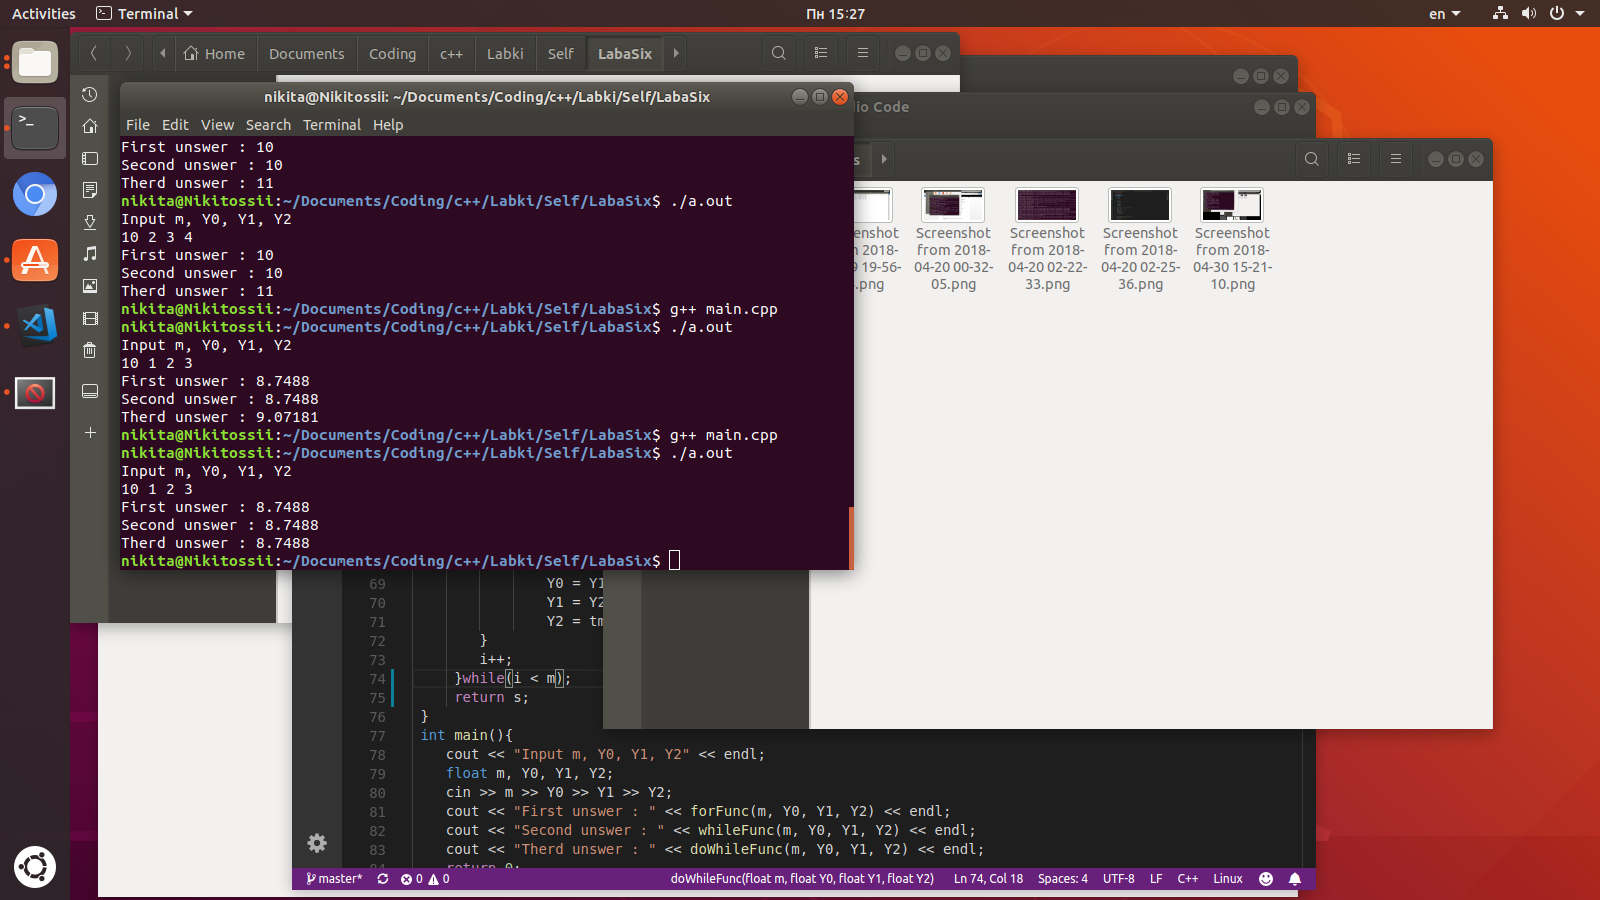 Activities
Terminal
Пн 15:27
en
Home
Documents
Coding
c++
Labki
Self
LabaSix
nikita@Nikitossii: ~/Documents/Coding/c++/Labki/Self/LabaSix
File Edit View Search Terminal Help
First unswer : 10
Second unswer : 10
Therd unswer : 11
nikita@Nikitossii:~/Documents/Coding/c++/Labki/Self/LabaSix$ ./a.out
Input m, Y0, Y1, Y2
10 2 3 4
First unswer : 10
Second unswer : 10
Therd unswer : 11
nikita@Nikitossii:~/Documents/Coding/c++/Labki/Self/LabaSix$ g++ main.cpp
nikita@Nikitossii:~/Documents/Coding/c++/Labki/Self/LabaSix$ ./a.out
Input m, Y0, Y1, Y2
10 1 2 3
First unswer : 8.7488
Second unswer : 8.7488
Therd unswer : 9.07181
nikita@Nikitossii:~/Documents/Coding/c++/Labki/Self/LabaSix$ g++ main.cpp
nikita@Nikitossii:~/Documents/Coding/c++/Labki/Self/LabaSix$ ./a.out
Input m, Y0, Y1, Y2
10 1 2 3
First unswer : 8.7488
Second unswer : 8.7488
Therd unswer : 8.7488
nikita@Nikitossii:~/Documents/Coding/c++/Labki/Self/LabaSix$
Code
19-56-
.png
Screenshot
from 2018-
04-20 00-32-
05.png
Screenshot
from 2018-
04-20 02-22-
33.png
Screenshot
from 2018-
04-20 02-25-
36.png
Screenshot
from 2018-
04-30 15-21-
10.png
69 Y0 = Y1
70 Y1 = Y2
71 Y2 = tm
72 }
73 i++;
74 }while(i < m);
75 return s;
76 }
77 int main(){
78 cout << "Input m, Y0, Y1, Y2" << endl;
79 float m, Y0, Y1, Y2;
80 cin >> m >> Y0 >> Y1 >> Y2;
81 cout << "First unswer : " << forFunc(m, Y0, Y1, Y2) << endl;
82 cout << "Second unswer : " << whileFunc(m, Y0, Y1, Y2) << endl;
83 cout << "Therd unswer : " << doWhileFunc(m, Y0, Y1, Y2) << endl;
84 return 0;
master* 0 0 doWhileFunc(float m, float Y0, float Y1, float Y2) Ln 74, Col 18 Spaces: 4 UTF-8 LF C++ Linux